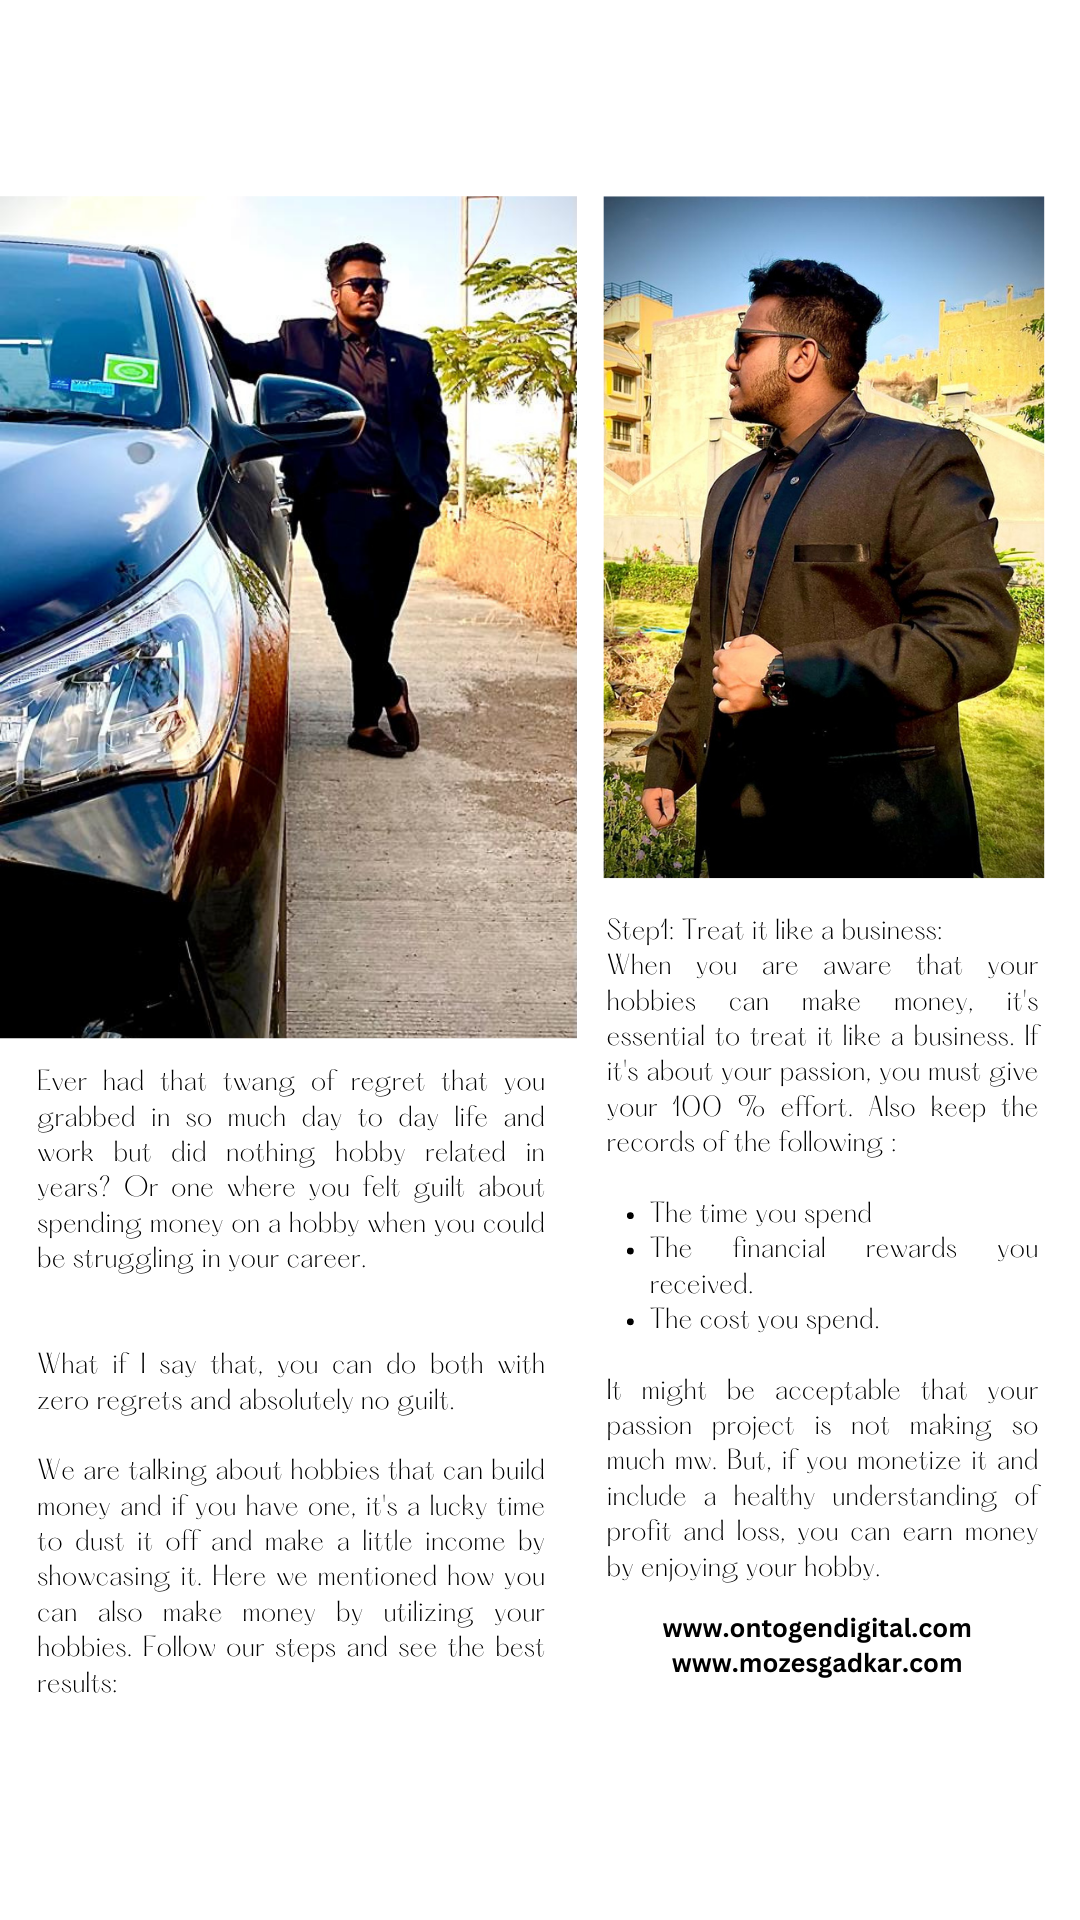 Ever had that twang of regret that you
grabbed in so much day to day life and
work but did nothing hobby related in
years? Or one where you felt guilt about
spending money on a hobby when you could
be struggling in your career.
What if I say that, you can do both with
zero regrets and absolutely no guilt.
We are talking about hobbies that can build
money and if you have one, it's a lucky time
to dust it off and make a little income by
showcasing it. Here we mentioned how you
can also make money by utilizing your
hobbies. Follow our steps and see the best
results:
Step1: Treat it like a business:
When you are aware that your
hobbies can make money, it's
essential to treat it like a business. If
it's about your passion, you must give
your 100 % effort. Also keep the
records of the following :
• The time you spend
• The financial rewards you
received.
• The cost you spend.
It might be acceptable that your
passion project is not making so
much mw. But, if you monetize it and
include a healthy understanding of
profit and loss, you can earn money
by enjoying your hobby.
www.ontogendigital.com
www.mozesgadkar.com